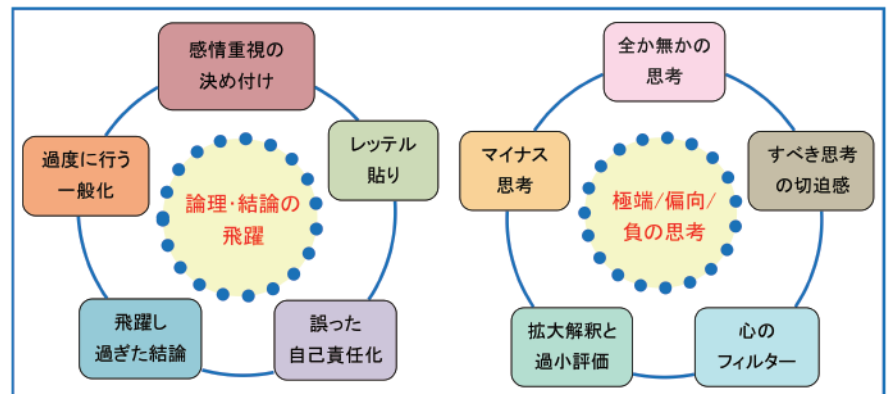 感情重視の
決め付け
レッテル
貼り
誤った
自己責任化
飛躍し
過ぎた結論
過度に行う
一般化
論理・結論の
飛躍
全か無かの
思考
すべき思考
の切迫感
心の
フィルター
拡大解釈と
過小評価
マイナス
思考
極端/偏向/
負の思考